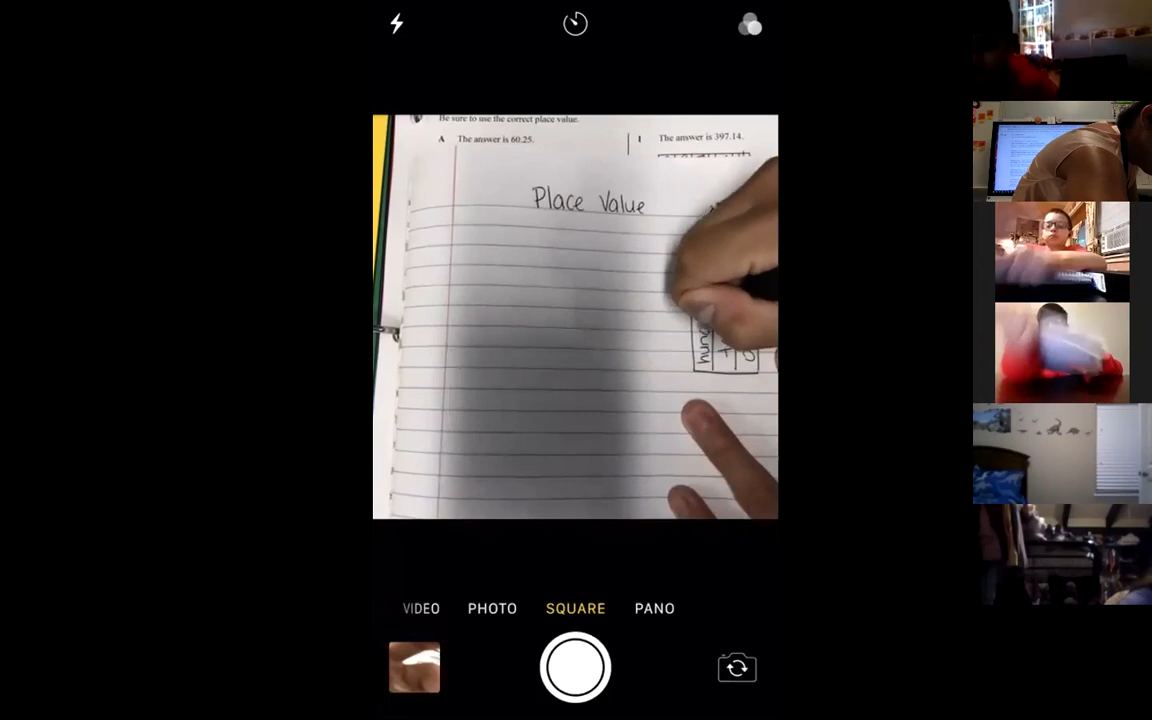 Be sure to use the correct place value.
A The answer is 60.25.
1 The answer is 397.14.
Place Value
VIDEO PHOTO SQUARE PANO